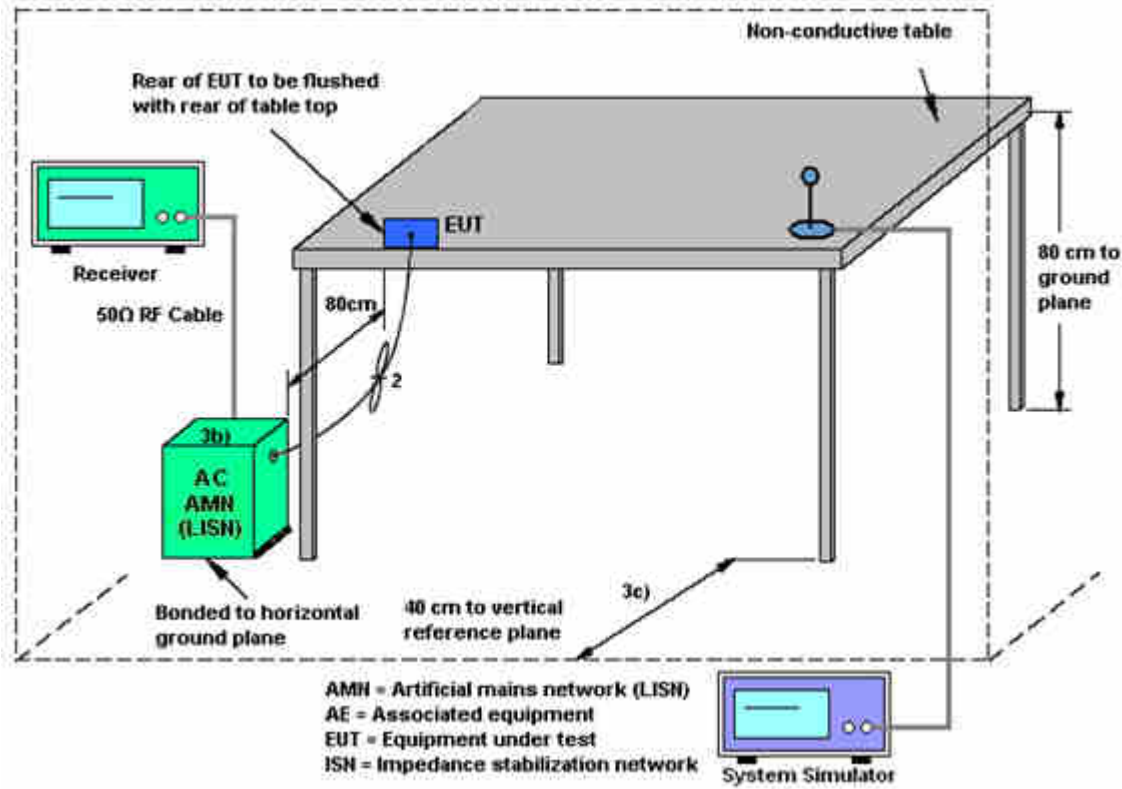 Non-conductive table
Rear of EUT to be flushed
with rear of table top
EUT
Receiver
50Ω RF Cable
80cm
80 cm to
ground
plane
2
3b)
AC
AMN
(LISN)
3c)
Bonded to horizontal
ground plane
40 cm to vertical
reference plane
AMN = Artificial mains network (LISN)
AE = Associated equipment
EUT = Equipment under test
ISN = Impedance stabilization network
System Simulator